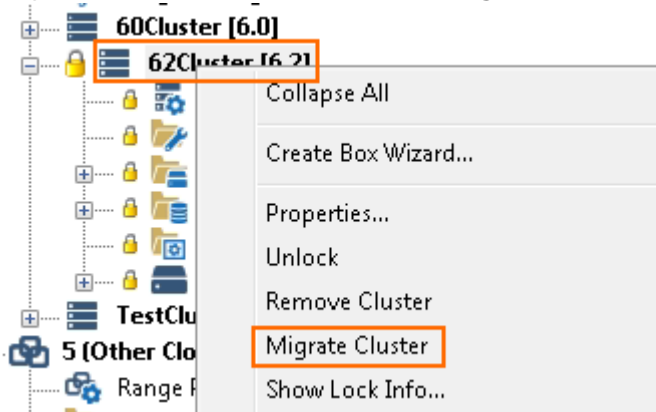 60Cluster [6.0]
62Cluster [6.2]
Collapse All
Create Box Wizard...
Properties...
Unlock
Remove Cluster
TestClu
Migrate Cluster
5 (Other Clo
Range
Show Lock Info...